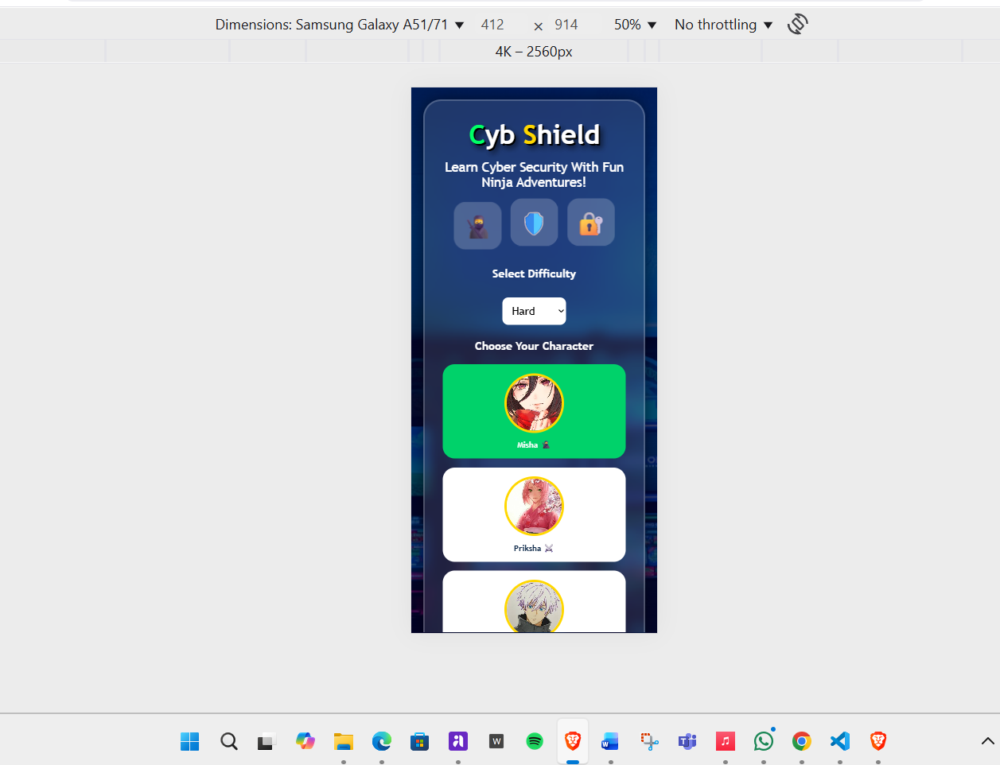 Dimensions: Samsung Galaxy A51/71 ▼ 412 × 914 50% ▼ No throttling ▼
4K – 2560px
Cyb Shield
Learn Cyber Security With Fun
Ninja Adventures!
Select Difficulty
Hard
Choose Your Character
Misha
Priksha